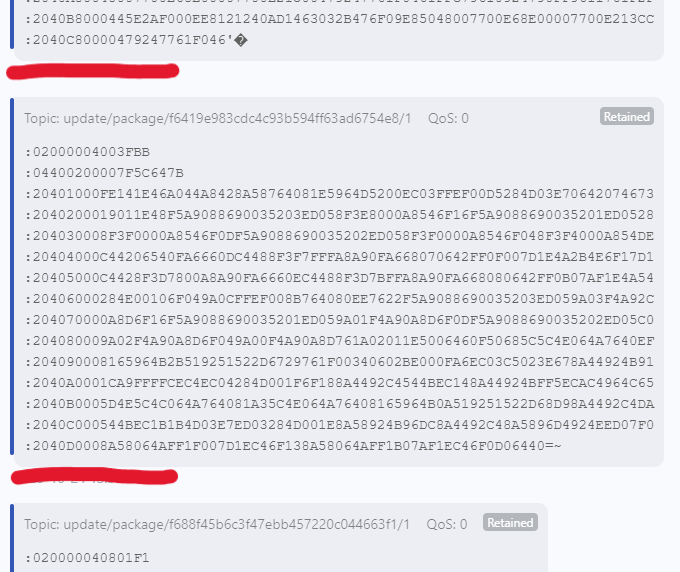 :2040B8000445E2AF000EE8121240AD1463032B476F09E85048007700E68E00007700E213CC
:2040C80000479247761F046'�
Topic: update/package/f6419e983cdc4c93b594ff63ad6754e8/1 QoS: 0 Retained
:02000004003FBB
:04400200007F5C647B
:20401000FE141E46A044A8428A58764081E5964D5200EC03FFEF00D5284D03E70642074673
:2040200019011E48F5A9088690035203ED058F3E8000A8546F16F5A9088690035201ED0528
:204030008F3F0000A8546F0DF5A9088690035202ED058F3F0000A8546F048F3F4000A854DE
:20404000C44206540FA6660DC4488F3F7FFFA8A90FA668070642FF0F007D1E4A2B4E6F17D1
:20405000C4428F3D7800A8A90FA6660EC4488F3D7BFFA8A90FA668080642FF0B07AF1E4A54
:20406000284E00106F049A0CFFEF008B764080EE7622F5A9088690035203ED059A03F4A92C
:204070000A8D6F16F5A9088690035201ED059A01F4A90A8D6F0DF5A9088690035202ED05C0
:204080009A02F4A90A8D6F049A00F4A90A8D761A02011E5006460F50685C5C4E064A7640EF
:204090008165964B2B519251522D6729761F00340602BE000FA6EC03C5023E678A44924B91
:2040A0001CA9FFFFCEC4EC04284D001F6F188A4492C4544BEC148A44924BFF5ECAC4964C65
:2040B0005D4E5C4C064A764081A35C4E064A76408165964B0A519251522D68D98A4492C4DA
:2040C000544BEC1B1B4D03E7ED03284D001E8A58924B96DC8A4492C48A5896D4924EED07F0
:2040D0008A58064AFF1F007D1EC46F138A58064AFF1B07AF1EC46F0D06440=~
Topic: update/package/f688f45b6c3f47ebb457220c044663f1/1 QoS: 0 Retained
:020000040801F1